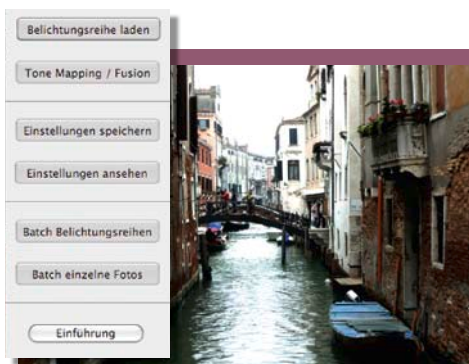 Belichtungsreihe laden
Tone Mapping / Fusion
Einstellungen speichern
Einstellungen ansehen
Batch Belichtungsreihen
Batch einzelne Fotos
Einführung